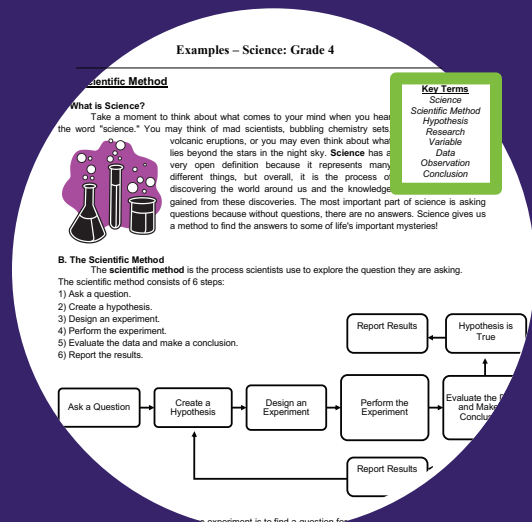 Examples – Science: Grade 4
Scientific Method
What is Science?
Take a moment to think about what comes to your mind when you hear
the word "science." You may think of mad scientists, bubbling chemistry sets,
volcanic eruptions, or you may even think about what
lies beyond the stars in the night sky. Science has a
very open definition because it represents many
different things, but overall, it is the process of
discovering the world around us and the knowledge
gained from these discoveries. The most important part of science is asking
questions because without questions, there are no answers. Science gives us
a method to find the answers to some of life's important mysteries!
Key Terms
Science
Scientific Method
Hypothesis
Research
Variable
Data
Observation
Conclusion
B. The Scientific Method
The scientific method is the process scientists use to explore the question they are asking.
The scientific method consists of 6 steps:
1) Ask a question.
2) Create a hypothesis.
3) Design an experiment.
4) Perform the experiment.
5) Evaluate the data and make a conclusion.
6) Report the results.
Report Results
Hypothesis is
True
Ask a Question
Create a
Hypothesis
Design an
Experiment
Perform the
Experiment
Evaluate the
and Make
Report Results
experiment is to find a question